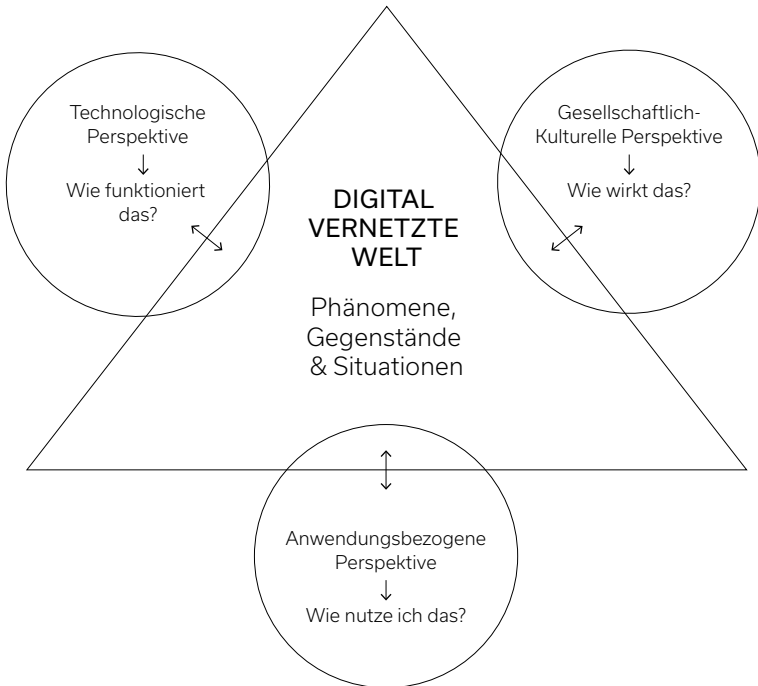 Technologische
Perspektive
Wie funktioniert
das?
Gesellschaftlich-
Kulturelle Perspektive
Wie wirkt das?
DIGITAL
VERNETZTE
WELT
Phänomene,
Gegenstände
& Situationen
Anwendungsbezogene
Perspektive
Wie nutze ich das?